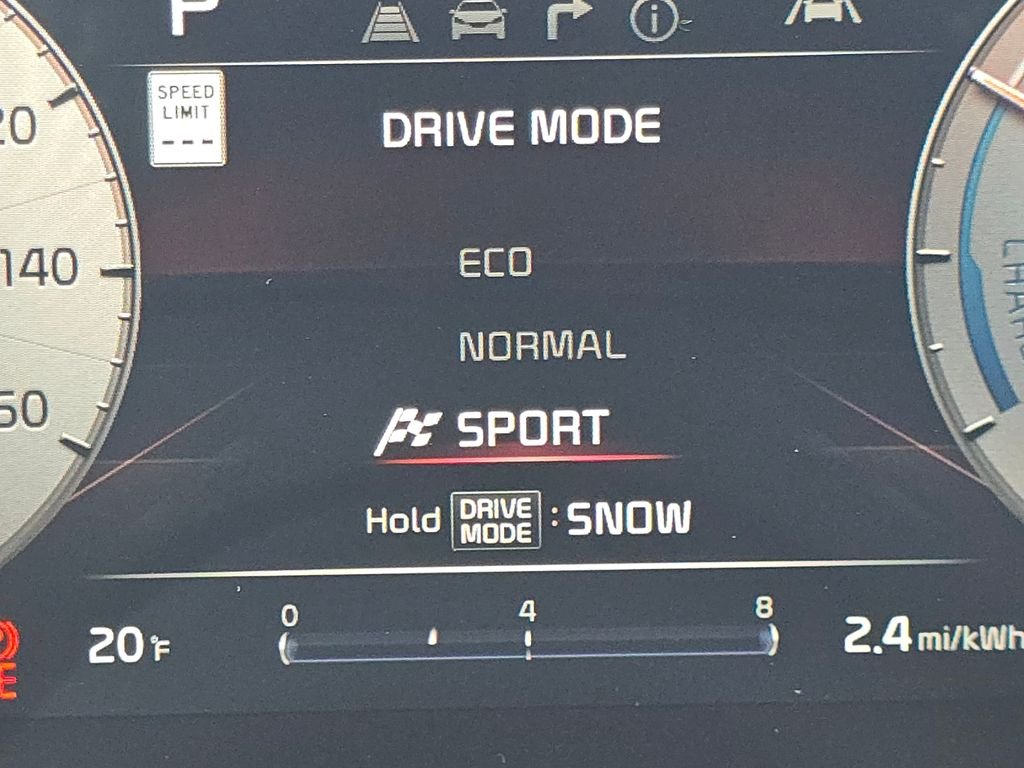 P
SPEED
LIMIT
---
DRIVE MODE
20
140
ECO
NORMAL
60
SPORT
Hold DRIVE MODE : SNOW
0 4 8
20°F
2.4 mi/kWh